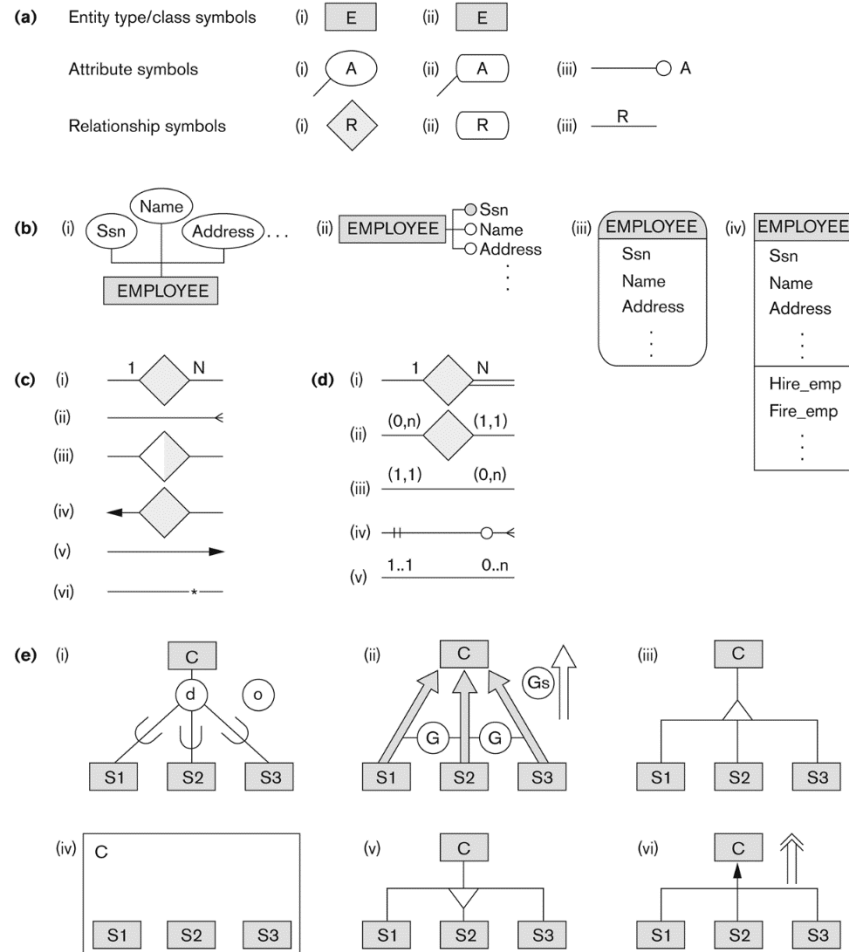 (a) Entity type/class symbols (i) E (ii) E
Attribute symbols (i) A (ii) A (iii) A
Relationship symbols (i) R (ii) R (iii) R
(b) (i) Ssn Name Address . . .
EMPLOYEE
(ii) EMPLOYEE Ssn
Name
Address
(iii) EMPLOYEE
Ssn
Name
Address
(iv) EMPLOYEE
Ssn
Name
Address
Hire_emp
Fire_emp
(c)
(i) 1 N
(ii)
(iii)
(iv)
(v)
(vi) *
(d) (i) 1 N
(ii) (0,n) (1,1)
(iii) (1,1) (0,n)
(iv)
(v) 1..1 0..n
(e) (i) C
d o
S1 S2 S3
(ii) C
Gs
G G
S1 S2 S3
(iii) C
S1 S2 S3
(iv) C
S1 S2 S3
(v) C
S1 S2 S3
(vi) C
S1 S2 S3